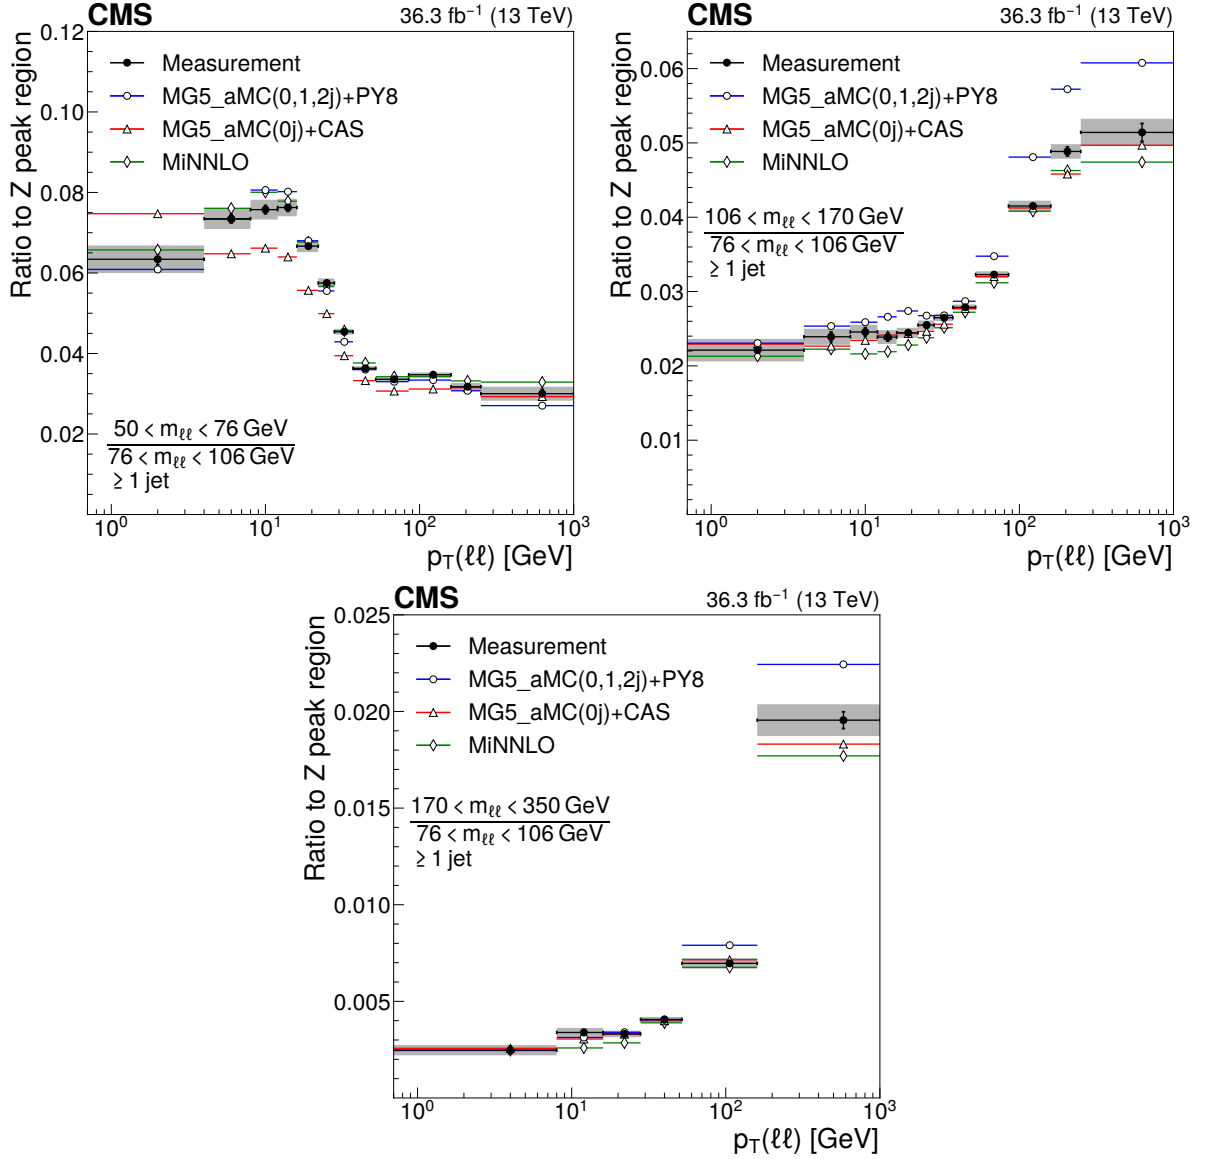 CMS
36.3 fb⁻¹ (13 TeV)
Ratio to Z peak region
0.12
0.10
0.08
0.06
0.04
0.02
Measurement
MG5_aMC(0,1,2j)+PY8
MG5_aMC(0j)+CAS
MiNNLO
50 < mℓℓ < 76 GeV
76 < mℓℓ < 106 GeV
≥ 1 jet
10⁰
10¹
10²
10³
pT(ℓℓ) [GeV]
CMS
36.3 fb⁻¹ (13 TeV)
Ratio to Z peak region
0.06
0.05
0.04
0.03
0.02
0.01
Measurement
MG5_aMC(0,1,2j)+PY8
MG5_aMC(0j)+CAS
MiNNLO
106 < mℓℓ < 170 GeV
76 < mℓℓ < 106 GeV
≥ 1 jet
10⁰
10¹
10²
10³
pT(ℓℓ) [GeV]
CMS
36.3 fb⁻¹ (13 TeV)
Ratio to Z peak region
0.025
0.020
0.015
0.010
0.005
Measurement
MG5_aMC(0,1,2j)+PY8
MG5_aMC(0j)+CAS
MiNNLO
170 < mℓℓ < 350 GeV
76 < mℓℓ < 106 GeV
≥ 1 jet
10⁰
10¹
10²
10³
pT(ℓℓ) [GeV]